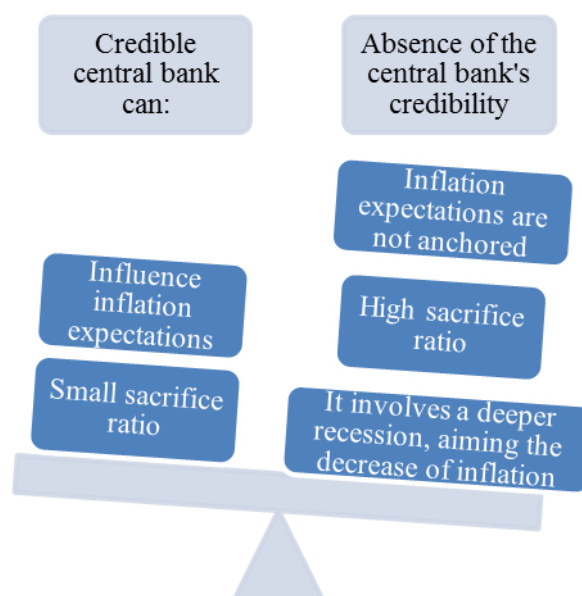 Credible
central bank
can:
Absence of the
central bank's
credibility
Inflation
expectations are
not anchored
Influence
inflation
expectations
High sacrifice
ratio
Small sacrifice
ratio
It involves a deeper
recession, aiming the
decrease of inflation